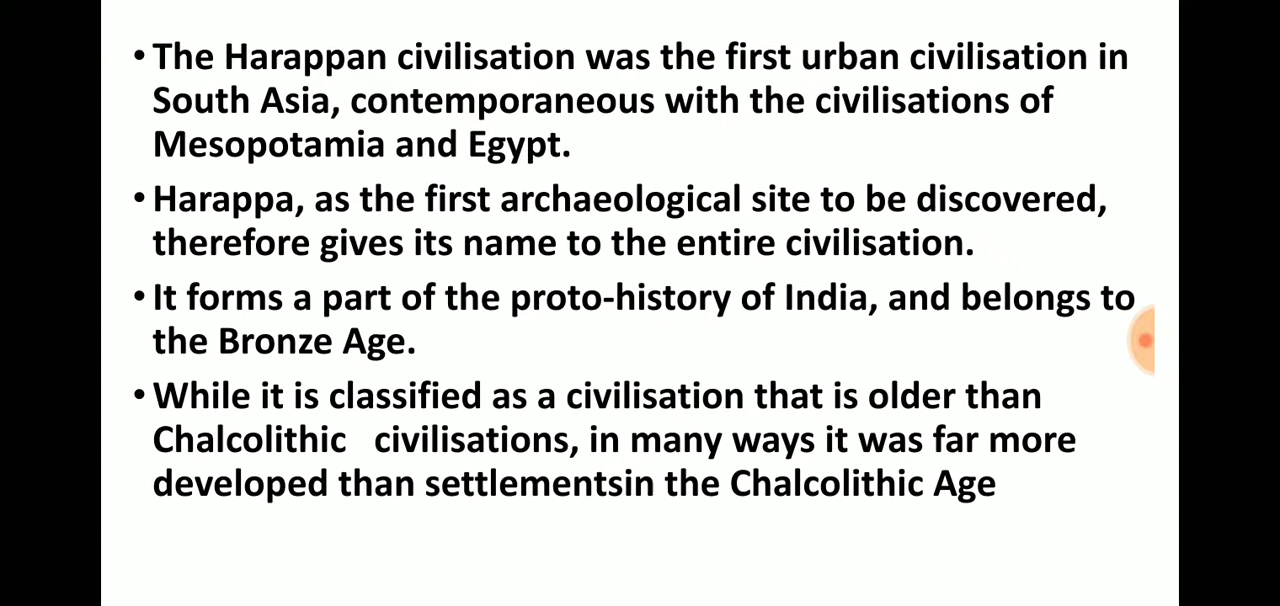 • The Harappan civilisation was the first urban civilisation in
South Asia, contemporaneous with the civilisations of
Mesopotamia and Egypt.
• Harappa, as the first archaeological site to be discovered,
therefore gives its name to the entire civilisation.
• It forms a part of the proto-history of India, and belongs to
the Bronze Age.
• While it is classified as a civilisation that is older than
Chalcolithic   civilisations, in many ways it was far more
developed than settlementsin the Chalcolithic Age